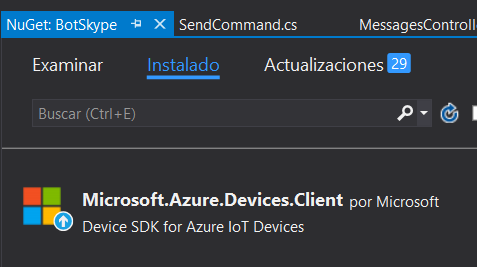 NuGet: BotSkype SendCommand.cs MessagesControlle
Examinar Instalado Actualizaciones 29
Buscar (Ctrl+E)
Microsoft.Azure.Devices.Client por Microsoft
Device SDK for Azure IoT Devices